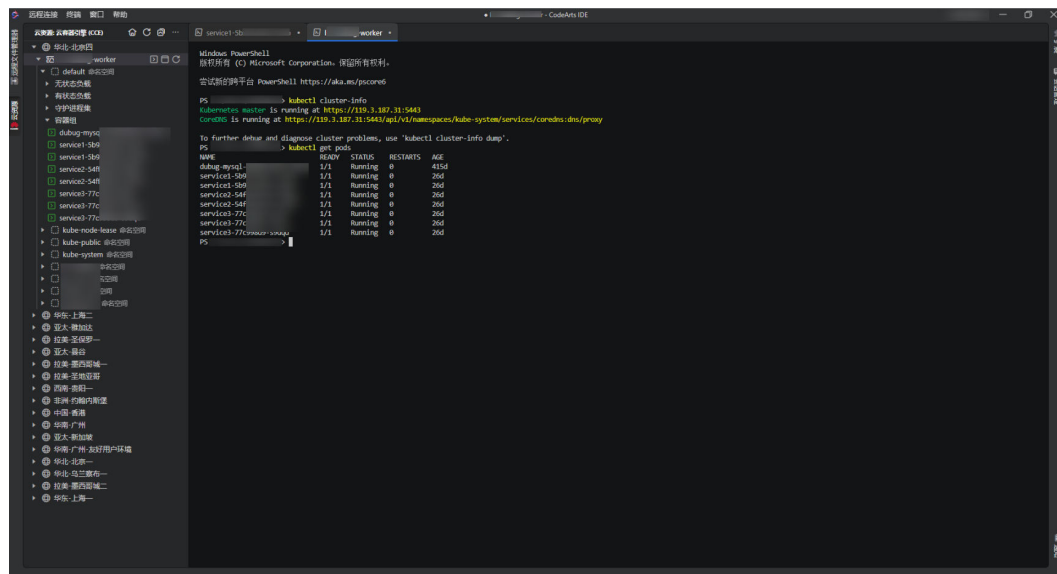 远程连接 终端 窗口 帮助
- CodeArts IDE
云资源: 云容器引擎 (CCE)
service1-5b
-worker
华北-北京四
-worker
default 命名空间
无状态负载
有状态负载
守护进程集
容器组
dubug-mysq
service1-5b9
service1-5b9
service2-54ff
service2-54ff
service3-77c
service3-77c
service3-77c
kube-node-lease 命名空间
kube-public 命名空间
kube-system 命名空间
命名空间
命名空间
空间
命名空间
华东-上海二
亚太-雅加达
拉美-圣保罗一
亚太-曼谷
拉美-墨西哥城一
拉美-圣地亚哥
西南-贵阳一
非洲-约翰内斯堡
中国-香港
华南-广州
亚太-新加坡
华南-广州-友好用户环境
华北-北京一
华北-乌兰察布一
拉美-墨西哥城二
华东-上海一
Windows PowerShell
版权所有 (C) Microsoft Corporation。保留所有权利。
尝试新的跨平台 PowerShell https://aka.ms/pscore6
PS > kubectl cluster-info
Kubernetes master is running at https://119.3.187.31:5443
CoreDNS is running at https://119.3.187.31:5443/api/v1/namespaces/kube-system/services/coredns:dns/proxy
To further debug and diagnose cluster problems, use 'kubectl cluster-info dump'.
PS > kubectl get pods
NAME READY STATUS RESTARTS AGE
dubug-mysql- 1/1 Running 0 415d
service1-5b9 1/1 Running 0 26d
service1-5b9 1/1 Running 0 26d
service2-54f 1/1 Running 0 26d
service2-54f 1/1 Running 0 26d
service3-77c 1/1 Running 0 26d
service3-77c 1/1 Running 0 26d
service3-77c 1/1 Running 0 26d
PS >